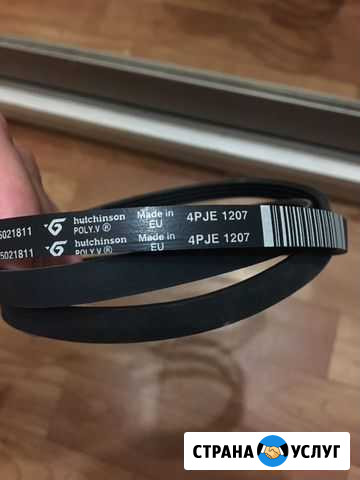 5021811 hutchinson POLY.V® Made in EU 4PJE 1207
5021811 hutchinson POLY.V® Made in EU 4PJE 1207
СТРАНА УСЛУГ